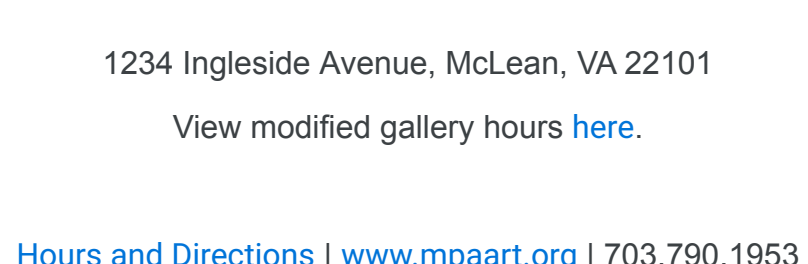 1234 Ingleside Avenue, McLean, VA 22101
View modified gallery hours here.
Hours and Directions | www.mpaart.org | 703.790.1953